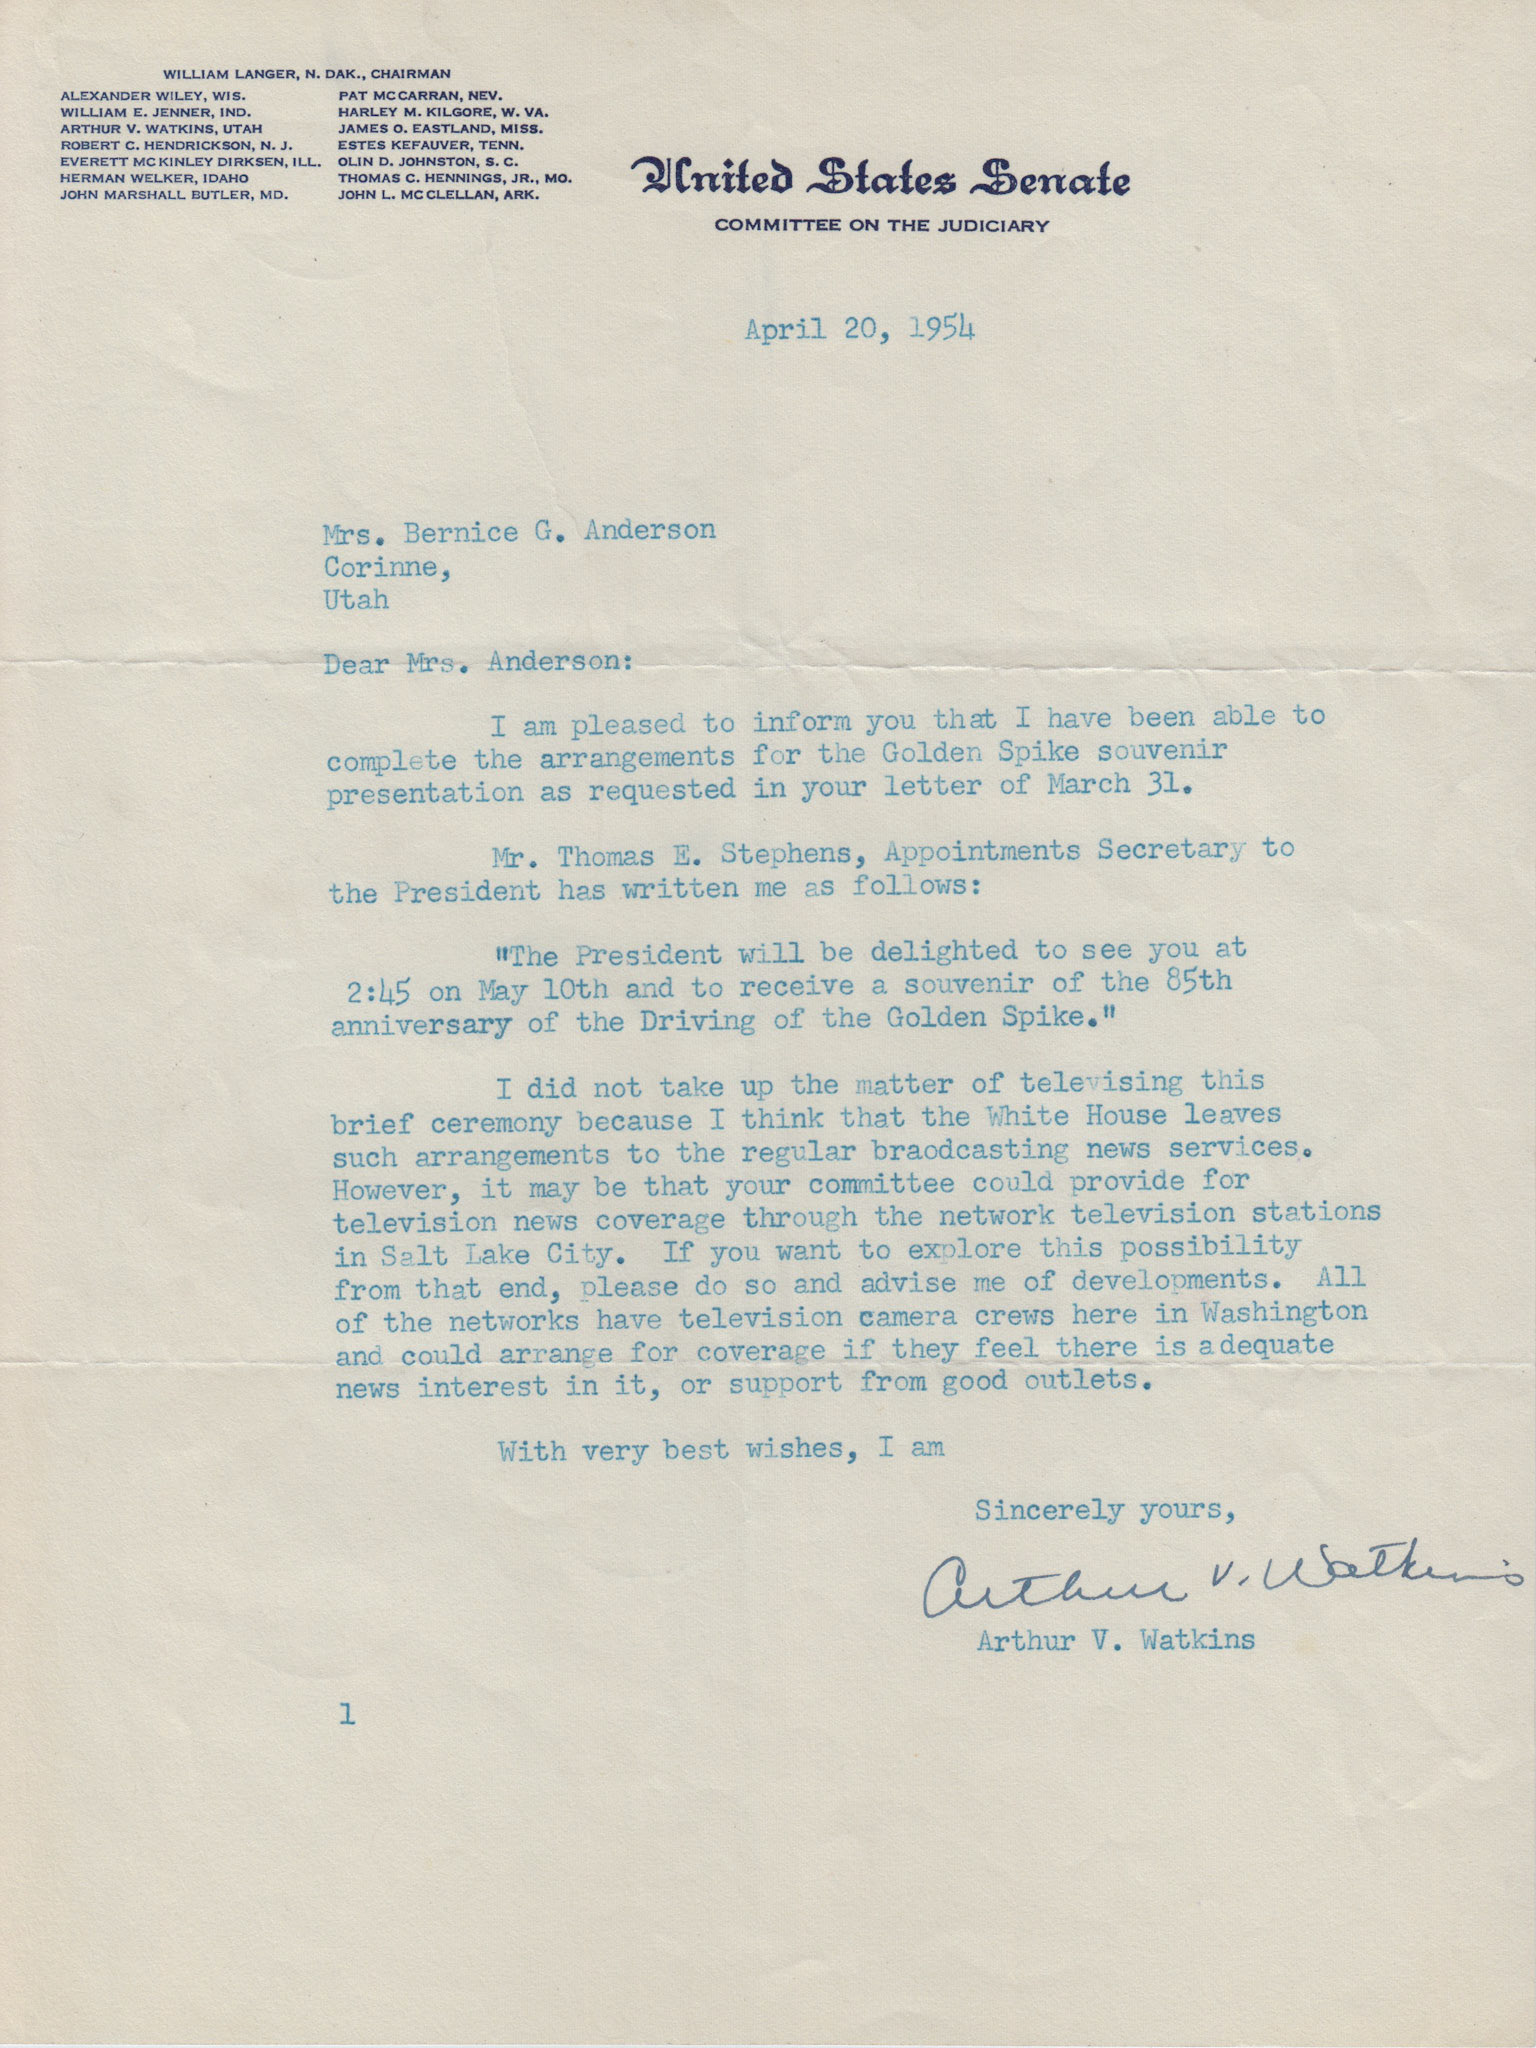 WILLIAM LANGER, N. DAK., CHAIRMAN
ALEXANDER WILEY, WIS.
WILLIAM E. JENNER, IND.
ARTHUR V. WATKINS, UTAH
ROBERT C. HENDRICKSON, N. J.
EVERETT MC KINLEY DIRKSEN, ILL.
HERMAN WELKER, IDAHO
JOHN MARSHALL BUTLER, MD.
PAT MC CARRAN, NEV.
HARLEY M. KILGORE, W. VA.
JAMES O. EASTLAND, MISS.
ESTES KEFAUVER, TENN.
OLIN D. JOHNSTON, S. C.
THOMAS C. HENNINGS, JR., MO.
JOHN L. MC CLELLAN, ARK.
United States Senate
COMMITTEE ON THE JUDICIARY
April 20, 1954
Mrs. Bernice G. Anderson
Corinne,
Utah
Dear Mrs. Anderson:
I am pleased to inform you that I have been able to
complete the arrangements for the Golden Spike souvenir
presentation as requested in your letter of March 31.
Mr. Thomas E. Stephens, Appointments Secretary to
the President has written me as follows:
"The President will be delighted to see you at
2:45 on May 10th and to receive a souvenir of the 85th
anniversary of the Driving of the Golden Spike."
I did not take up the matter of televising this
brief ceremony because I think that the White House leaves
such arrangements to the regular braodcasting news services.
However, it may be that your committee could provide for
television news coverage through the network television stations
in Salt Lake City. If you want to explore this possibility
from that end, please do so and advise me of developments. All
of the networks have television camera crews here in Washington
and could arrange for coverage if they feel there is adequate
news interest in it, or support from good outlets.
With very best wishes, I am
Sincerely yours,
Arthur V. Watkins
Arthur V. Watkins
1